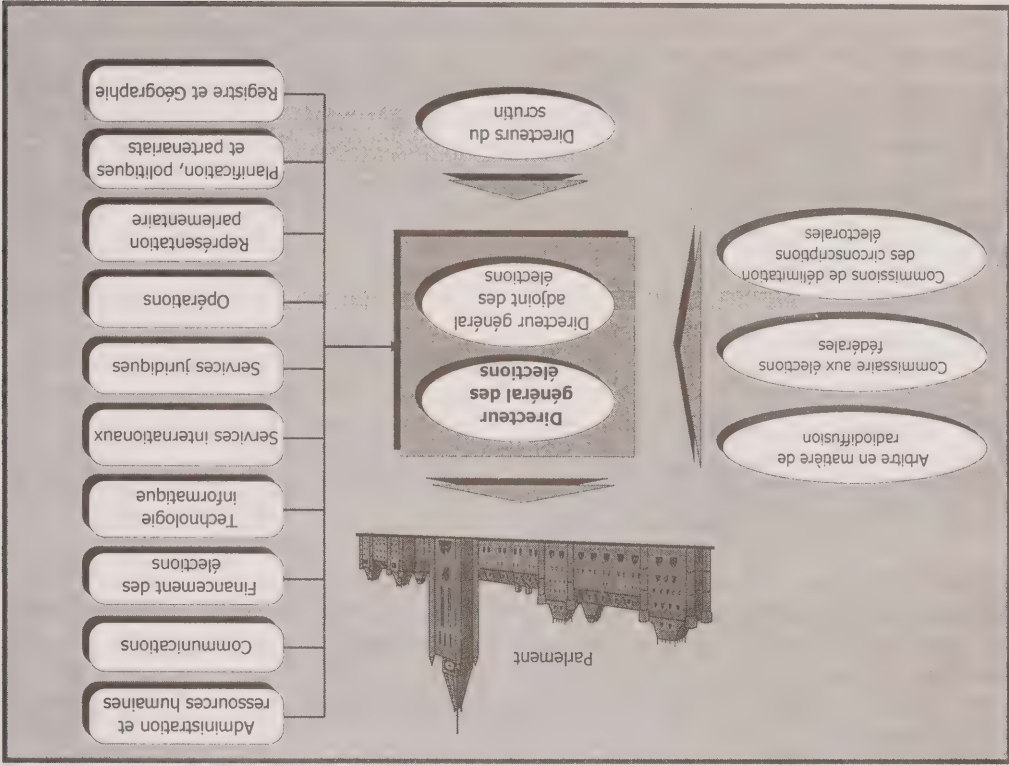 Parlement
Arbitre en matière de
radiodiffusion
Commissaire aux élections
fédérales
Commissions de délimitation
des circonscriptions
électorales
Directeur
général des
élections
Directeur général
adjoint des
élections
Directeurs du
scrutin
Administration et
ressources humaines
Communications
Financement des
élections
Technologie
informatique
Services internationaux
Services juridiques
Opérations
Représentation
parlementaire
Planification, politiques
et partenariats
Registre et Géographie